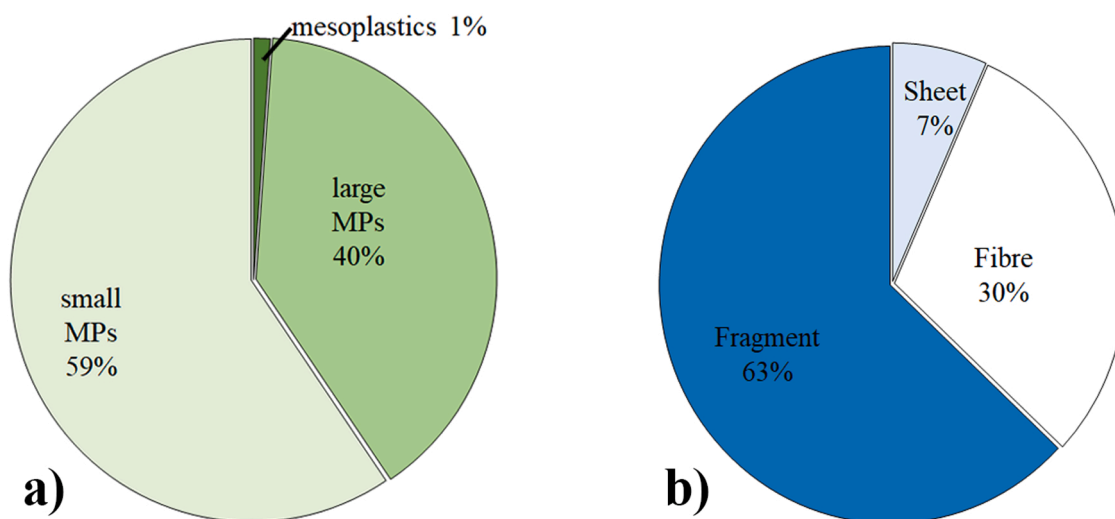 mesoplastics 1%
large
MPs
40%
small
MPs
59%
a)
Sheet
7%
Fibre
30%
Fragment
63%
b)